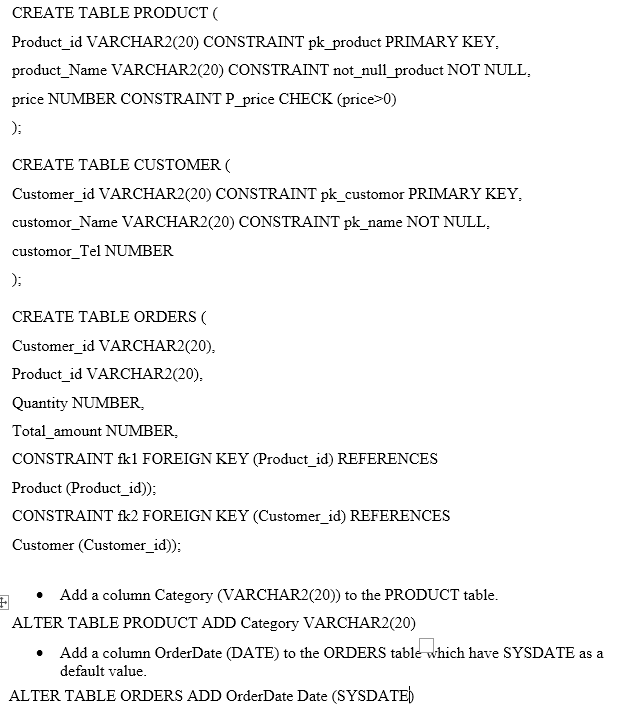 CREATE TABLE PRODUCT (
Product_id VARCHAR2(20) CONSTRAINT pk_product PRIMARY KEY,
product_Name VARCHAR2(20) CONSTRAINT not_null_product NOT NULL,
price NUMBER CONSTRAINT P_price CHECK (price>0)
);
CREATE TABLE CUSTOMER (
Customer_id VARCHAR2(20) CONSTRAINT pk_customor PRIMARY KEY,
customor_Name VARCHAR2(20) CONSTRAINT pk_name NOT NULL,
customor_Tel NUMBER
);
CREATE TABLE ORDERS (
Customer_id VARCHAR2(20),
Product_id VARCHAR2(20),
Quantity NUMBER,
Total_amount NUMBER,
CONSTRAINT fk1 FOREIGN KEY (Product_id) REFERENCES
Product (Product_id));
CONSTRAINT fk2 FOREIGN KEY (Customer_id) REFERENCES
Customer (Customer_id));
• Add a column Category (VARCHAR2(20)) to the PRODUCT table.
ALTER TABLE PRODUCT ADD Category VARCHAR2(20)
• Add a column OrderDate (DATE) to the ORDERS table which have SYSDATE as a
default value.
ALTER TABLE ORDERS ADD OrderDate Date (SYSDATE)